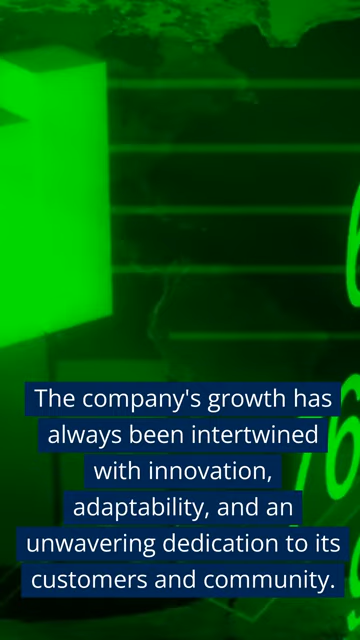 The company's growth has
always been intertwined
with innovation,
adaptability, and an
unwavering dedication to its
customers and community.